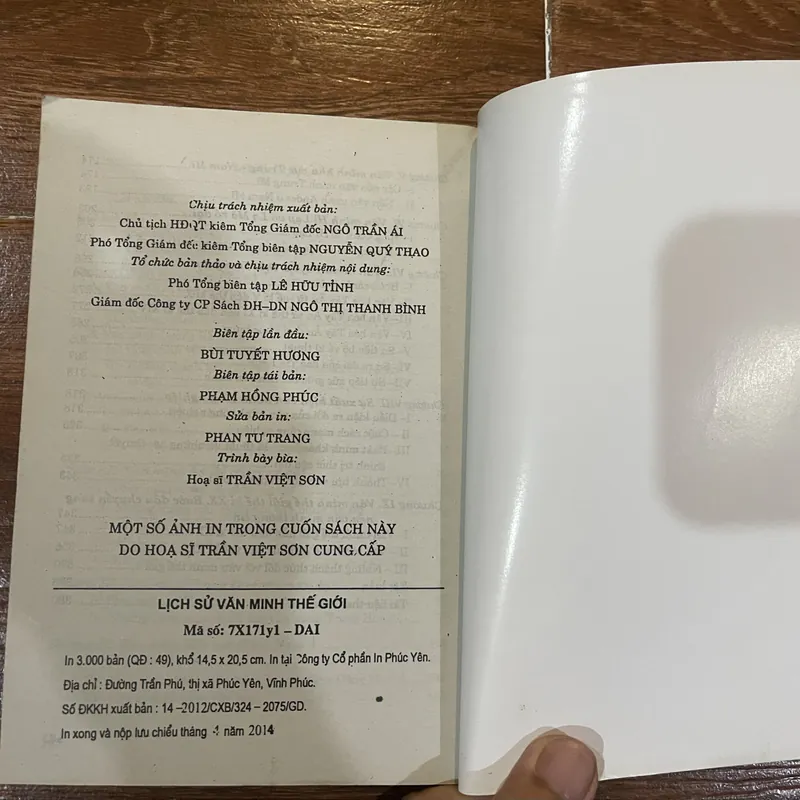 Chịu trách nhiệm xuất bản:
Chủ tịch HĐQT kiêm Tổng Giám đốc NGÔ TRẦN ÁI
Phó Tổng Giám đốc kiêm Tổng biên tập NGUYỄN QUÝ THAO
Tổ chức bản thảo và chịu trách nhiệm nội dung:
Phó Tổng biên tập LÊ HỮU TỈNH
Giám đốc Công ty CP Sách ĐH–DN NGÔ THỊ THANH BÌNH
Biên tập lần đầu:
BÙI TUYẾT HƯƠNG
Biên tập tái bản:
PHẠM HỒNG PHÚC
Sửa bản in:
PHAN TƯ TRANG
Trình bày bìa:
Hoạ sĩ TRẦN VIỆT SƠN
MỘT SỐ ẢNH IN TRONG CUỐN SÁCH NÀY
DO HOẠ SĨ TRẦN VIỆT SƠN CUNG CẤP
LỊCH SỬ VĂN MINH THẾ GIỚI
Mã số: 7X171y1 – DAI
In 3.000 bản (QĐ : 49), khổ 14,5 x 20,5 cm. In tại Công ty Cổ phần In Phúc Yên.
Địa chỉ : Đường Trần Phú, thị xã Phúc Yên, Vĩnh Phúc.
Số ĐKKH xuất bản : 14 –2012/CXB/324 – 2075/GD.
In xong và nộp lưu chiểu tháng 4 năm 2014